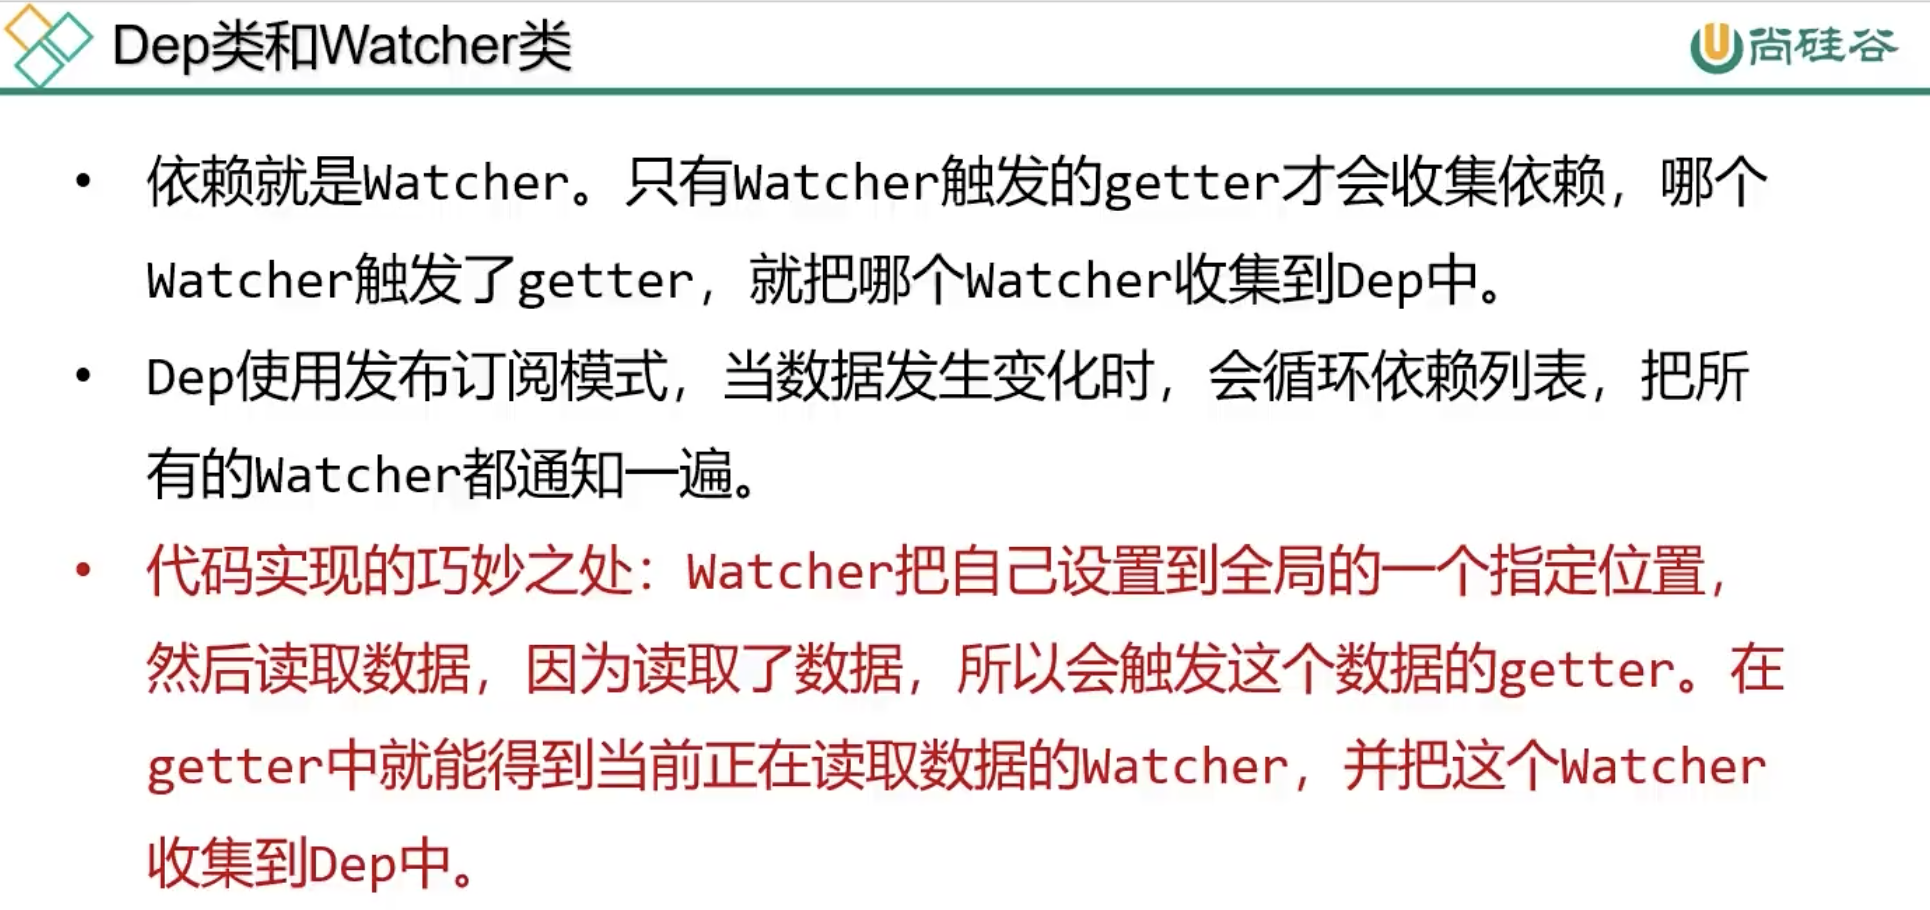 Dep类和Watcher类
尚硅谷
• 依赖就是Watcher。只有Watcher触发的getter才会收集依赖，哪个
Watcher触发了getter，就把哪个Watcher收集到Dep中。
• Dep使用发布订阅模式，当数据发生变化时，会循环依赖列表，把所
有的Watcher都通知一遍。
• 代码实现的巧妙之处：Watcher把自己设置到全局的一个指定位置，
然后读取数据，因为读取了数据，所以会触发这个数据的getter。在
getter中就能得到当前正在读取数据的Watcher，并把这个Watcher
收集到Dep中。